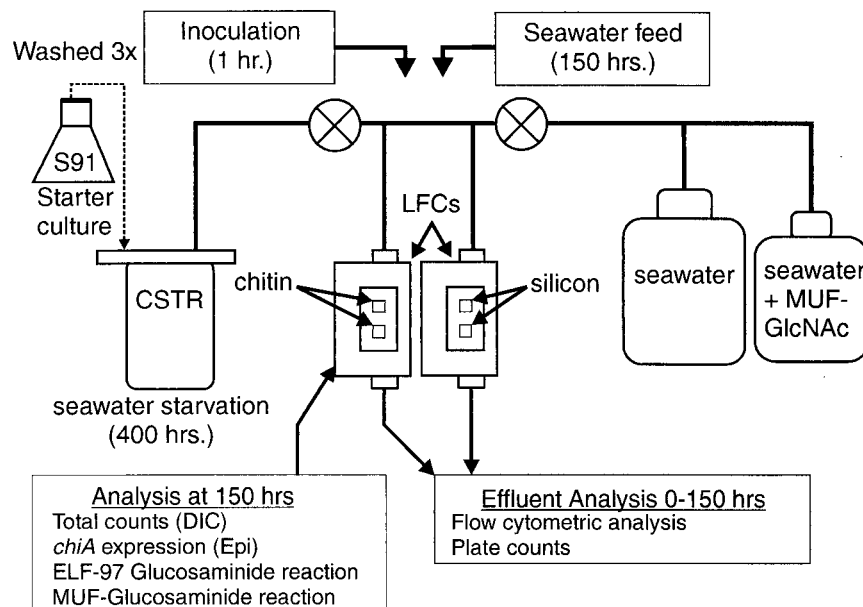 Washed 3x
Inoculation
(1 hr.)
Seawater feed
(150 hrs.)
S91
Starter
culture
LFCs
CSTR
chitin
silicon
seawater
seawater
+ MUF-
GlcNAc
seawater starvation
(400 hrs.)
Analysis at 150 hrs
Total counts (DIC)
chiA expression (Epi)
ELF-97 Glucosaminide reaction
MUF-Glucosaminide reaction
Effluent Analysis 0-150 hrs
Flow cytometric analysis
Plate counts